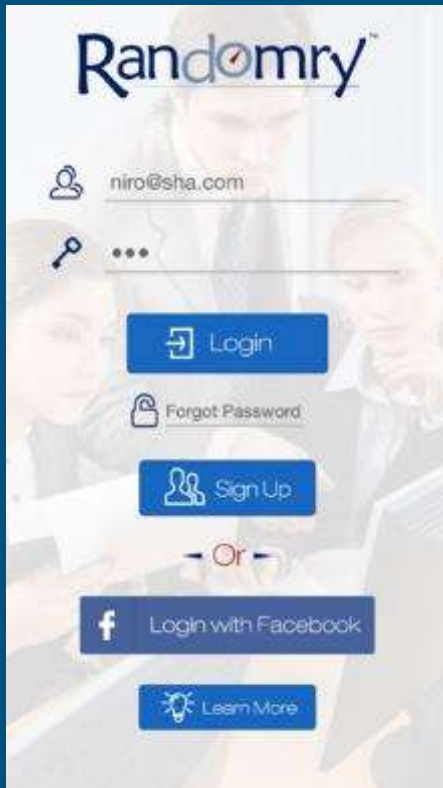 Randomry™
niro@sha.com
•••
Login
Forgot Password
Sign Up
Or
f Login with Facebook
Learn More